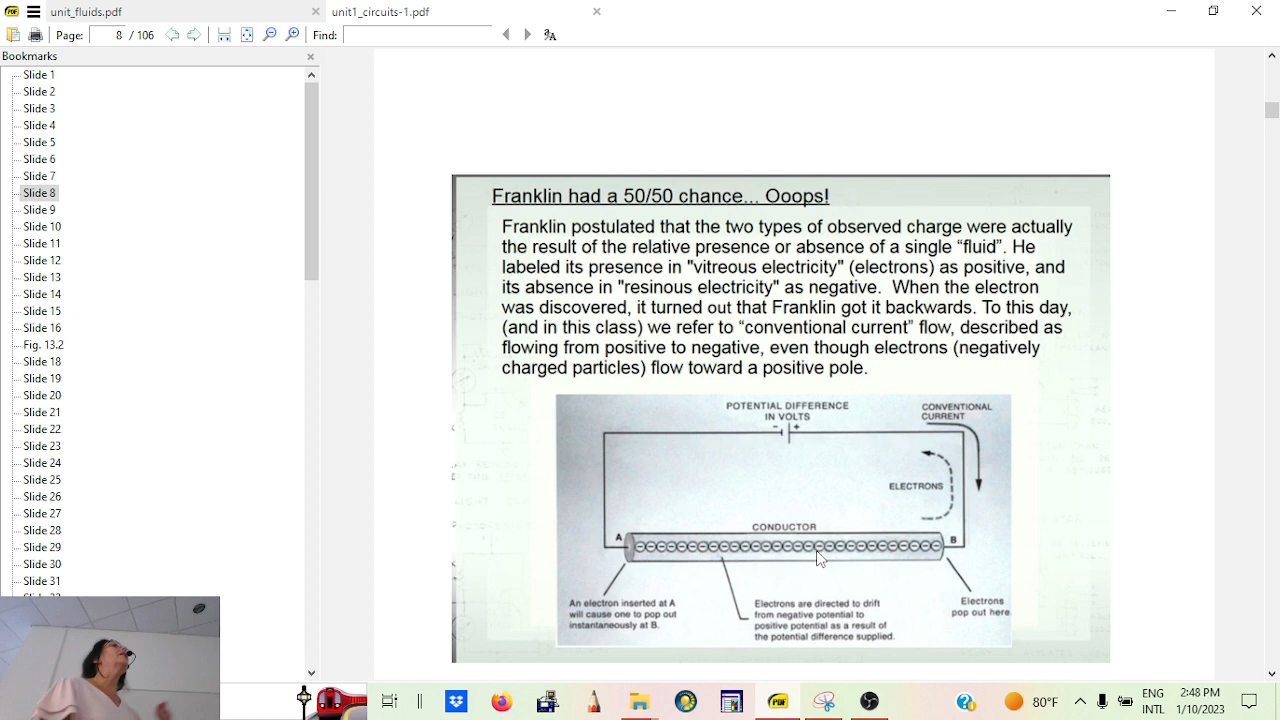 unit_fluids.pdf
unit1_circuits-1.pdf
Page: 8 / 106
Find:
Bookmarks
Slide 1
Slide 2
Slide 3
Slide 4
Slide 5
Slide 6
Slide 7
Slide 8
Slide 9
Slide 10
Slide 11
Slide 12
Slide 13
Slide 14
Slide 15
Slide 16
Fig. 13.2
Slide 18
Slide 19
Slide 20
Slide 21
Slide 22
Slide 23
Slide 24
Slide 25
Slide 26
Slide 27
Slide 28
Slide 29
Slide 30
Slide 31
Franklin had a 50/50 chance... Ooops!
Franklin postulated that the two types of observed charge were actually
the result of the relative presence or absence of a single “fluid”. He
labeled its presence in "vitreous electricity" (electrons) as positive, and
its absence in "resinous electricity" as negative. When the electron
was discovered, it turned out that Franklin got it backwards. To this day,
(and in this class) we refer to “conventional current” flow, described as
flowing from positive to negative, even though electrons (negatively
charged particles) flow toward a positive pole.
POTENTIAL DIFFERENCE
IN VOLTS
- +
CONVENTIONAL
CURRENT
ELECTRONS
CONDUCTOR
A
B
An electron inserted at A
will cause one to pop out
instantaneously at B.
Electrons are directed to drift
from negative potential to
positive potential as a result of
the potential difference supplied.
Electrons
pop out here
80°F
ENG
INTL
2:48 PM
1/10/2023